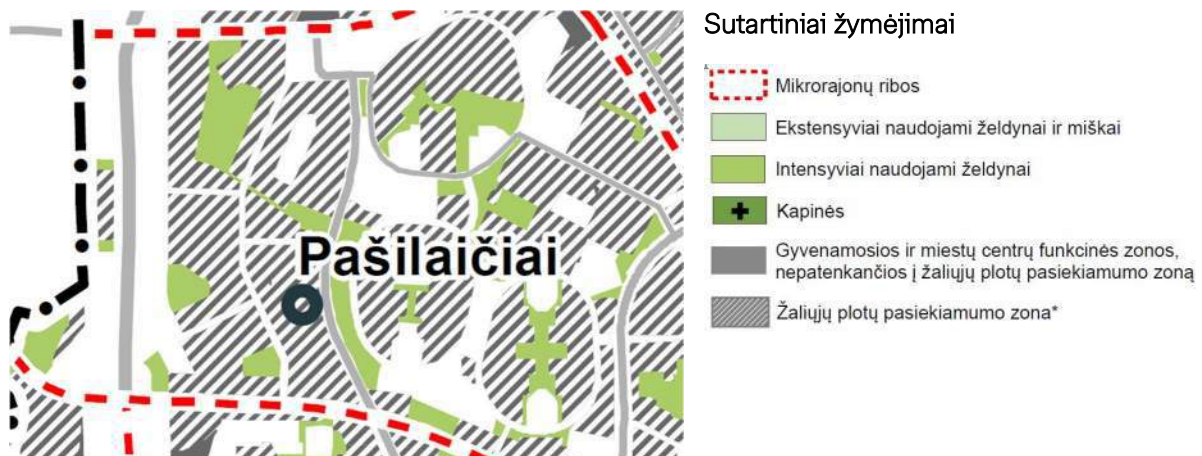 Pašilaičiai
Sutartiniai žymėjimai
Mikrorajonų ribos
Ekstensyviai naudojami želdynai ir miškai
Intensyviai naudojami želdynai
Kapinės
Gyvenamosios ir miestų centrų funkcinės zonos,
nepatenkančios į žaliųjų plotų pasiekiamumo zoną
Žaliųjų plotų pasiekiamumo zona*